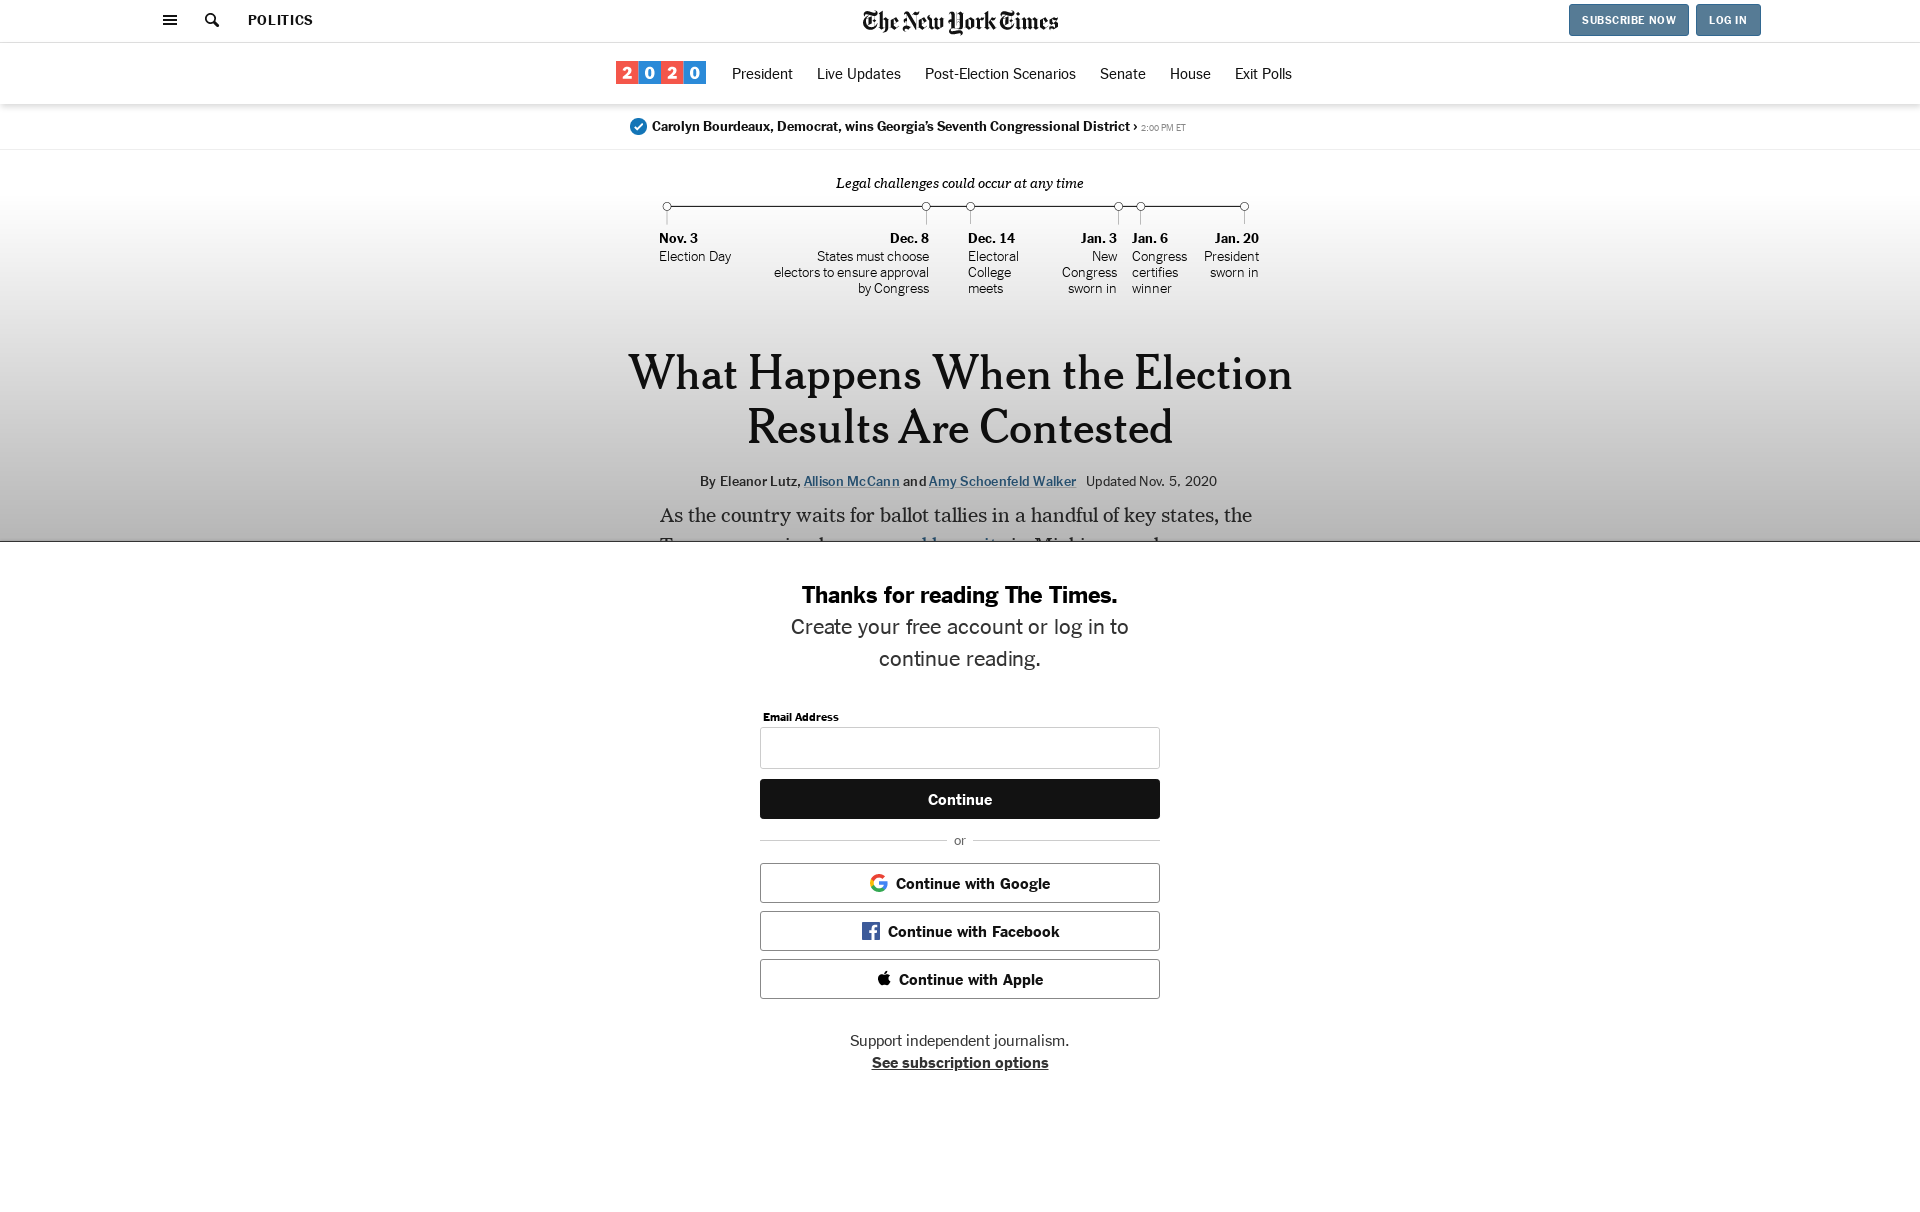 POLITICS
The New York Times
SUBSCRIBE NOW
LOG IN
2020
President
Live Updates
Post-Election Scenarios
Senate
House
Exit Polls
Carolyn Bourdeaux, Democrat, wins Georgia’s Seventh Congressional District › 2:00 PM ET
Legal challenges could occur at any time
Nov. 3
Election Day
Dec. 8
States must choose
electors to ensure approval
by Congress
Dec. 14
Electoral
College
meets
Jan. 3
New
Congress
sworn in
Jan. 6
Congress
certifies
winner
Jan. 20
President
sworn in
What Happens When the Election
Results Are Contested
By Eleanor Lutz, Allison McCann and Amy Schoenfeld Walker Updated Nov. 5, 2020
As the country waits for ballot tallies in a handful of key states, the
Thanks for reading The Times.
Create your free account or log in to
continue reading.
Email Address
Continue
or
Continue with Google
Continue with Facebook
Continue with Apple
Support independent journalism.
See subscription options